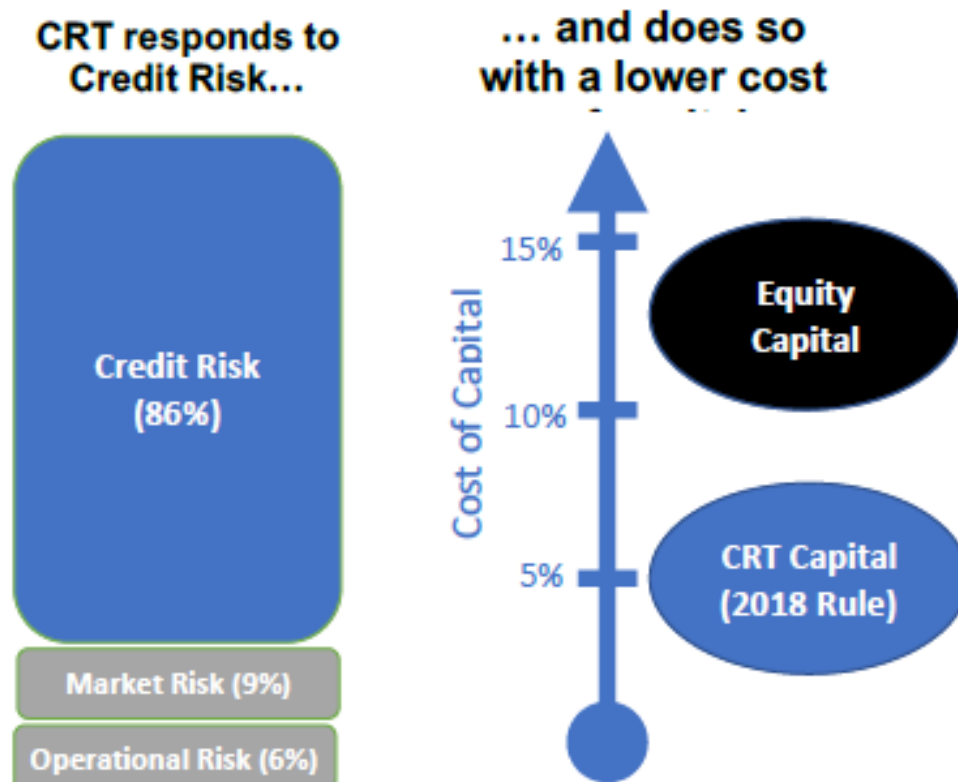 CRT responds to
Credit Risk...
... and does so
with a lower cost
Credit Risk
(86%)
Market Risk (9%)
Operational Risk (6%)
Cost of Capital
15%
10%
5%
Equity
Capital
CRT Capital
(2018 Rule)